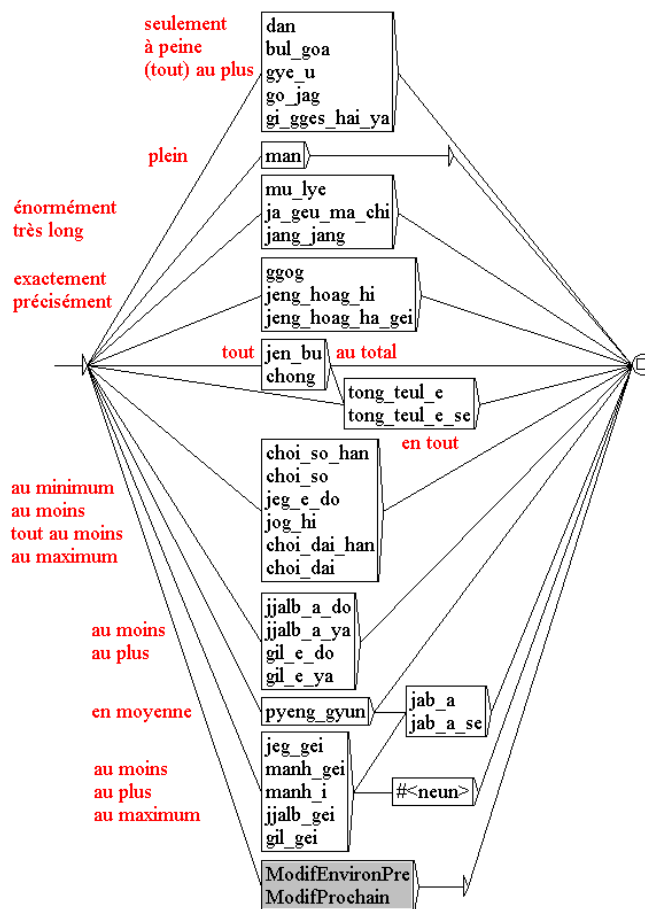 seulement
à peine
(tout) au plus
dan
bul_goa
gye_u
go_jag
gi_gges_hai_ya
plein
man
énormément
très long
mu_lye
ja_geu_ma_chi
jang_jang
exactement
précisément
ggog
jeng_hoag_hi
jeng_hoag_ha_gei
tout
jen_bu
chong
au total
tong_teul_e
tong_teul_e_se
en tout
au minimum
au moins
tout au moins
au maximum
choi_so_han
choi_so
jeg_e_do
jog_hi
choi_dai_han
choi_dai
au moins
au plus
jjalb_a_do
jjalb_a_ya
gil_e_do
gil_e_ya
en moyenne
pyeng_gyun
jab_a
jab_a_se
au moins
au plus
au maximum
jeg_gei
manh_gei
manh_i
jjalb_gei
gil_gei
#<neun>
ModifEnvironPre
ModifProchain